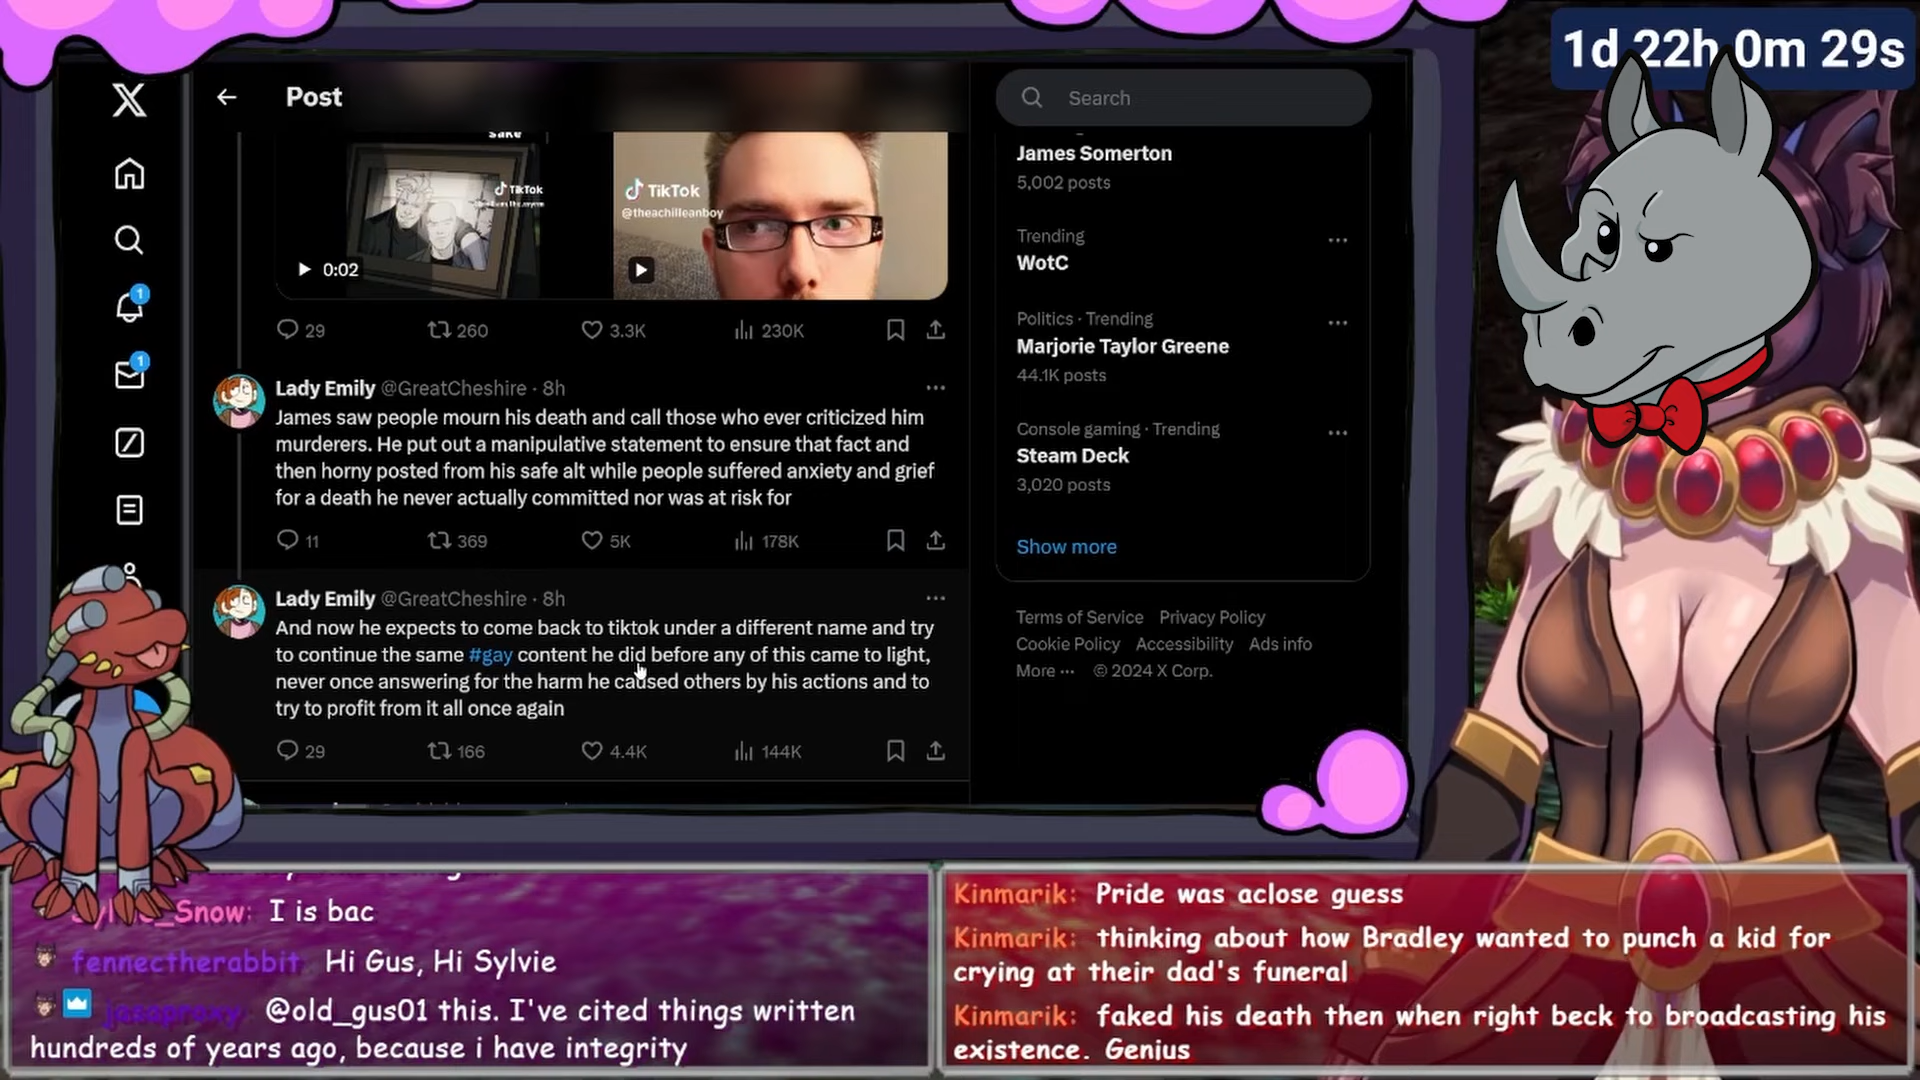 1d 22h 0m 29s
X
Post
Search
sake
TikTok
TikTok
@theachilleanboy
0:02
29 260 3.3K 230K
Lady Emily @GreatCheshire · 8h
James saw people mourn his death and call those who ever criticized him
murderers. He put out a manipulative statement to ensure that fact and
then horny posted from his safe alt while people suffered anxiety and grief
for a death he never actually committed nor was at risk for
11 369 5K 178K
Lady Emily @GreatCheshire · 8h
And now he expects to come back to tiktok under a different name and try
to continue the same #gay content he did before any of this came to light,
never once answering for the harm he caused others by his actions and to
try to profit from it all once again
29 166 4.4K 144K
1
1
James Somerton
5,002 posts
Trending
WotC
Politics · Trending
Marjorie Taylor Greene
44.1K posts
Console gaming · Trending
Steam Deck
3,020 posts
Show more
Terms of Service Privacy Policy
Cookie Policy Accessibility Ads info
More ··· © 2024 X Corp.
Snow: I is bac
fennectherabbit: Hi Gus, Hi Sylvie
jassproxy: @old_gus01 this. I've cited things written
hundreds of years ago, because i have integrity
Kinmarik: Pride was aclose guess
Kinmarik: thinking about how Bradley wanted to punch a kid for
crying at their dad's funeral
Kinmarik: faked his death then when right beck to broadcasting his
existence. Genius